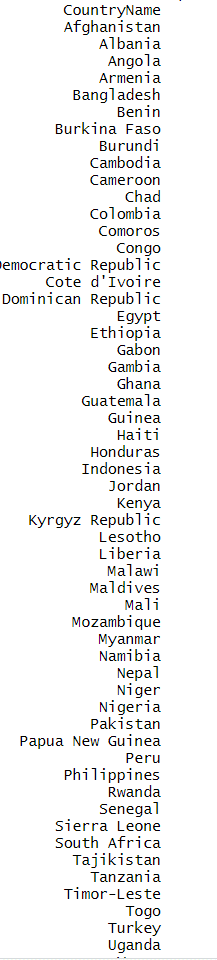 CountryName
Afghanistan
Albania
Angola
Armenia
Bangladesh
Benin
Burkina Faso
Burundi
Cambodia
Cameroon
Chad
Colombia
Comoros
Congo
Democratic Republic
Cote d'Ivoire
Dominican Republic
Egypt
Ethiopia
Gabon
Gambia
Ghana
Guatemala
Guinea
Haiti
Honduras
Indonesia
Jordan
Kenya
Kyrgyz Republic
Lesotho
Liberia
Malawi
Maldives
Mali
Mozambique
Myanmar
Namibia
Nepal
Niger
Nigeria
Pakistan
Papua New Guinea
Peru
Philippines
Rwanda
Senegal
Sierra Leone
South Africa
Tajikistan
Tanzania
Timor-Leste
Togo
Turkey
Uganda